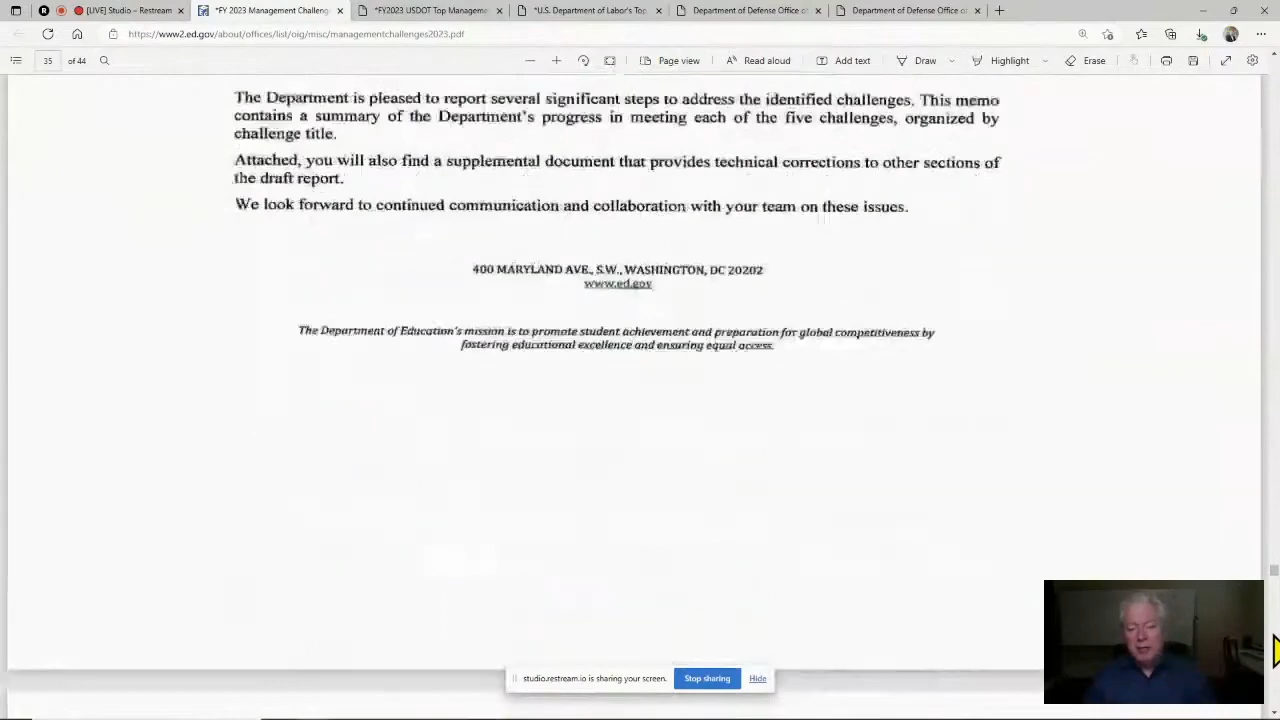 [LIVE] Studio – Restream
*FY 2023 Management Challeng
*FY2023 USDOT Top Manageme
*U.S. Department of Labor's Top
Department of Defense Office of
Department of Defense Office of
https://www2.ed.gov/about/offices/list/oig/misc/managementchallenges2023.pdf
35 of 44
Page view
Read aloud
Add text
Draw
Highlight
Erase
The Department is pleased to report several significant steps to address the identified challenges. This memo
contains a summary of the Department's progress in meeting each of the five challenges, organized by
challenge title.
Attached, you will also find a supplemental document that provides technical corrections to other sections of
the draft report.
We look forward to continued communication and collaboration with your team on these issues.
400 MARYLAND AVE., S.W., WASHINGTON, DC 20202
www.ed.gov
The Department of Education's mission is to promote student achievement and preparation for global competitiveness by
fostering educational excellence and ensuring equal access.
studio.restream.io is sharing your screen.
Stop sharing
Hide